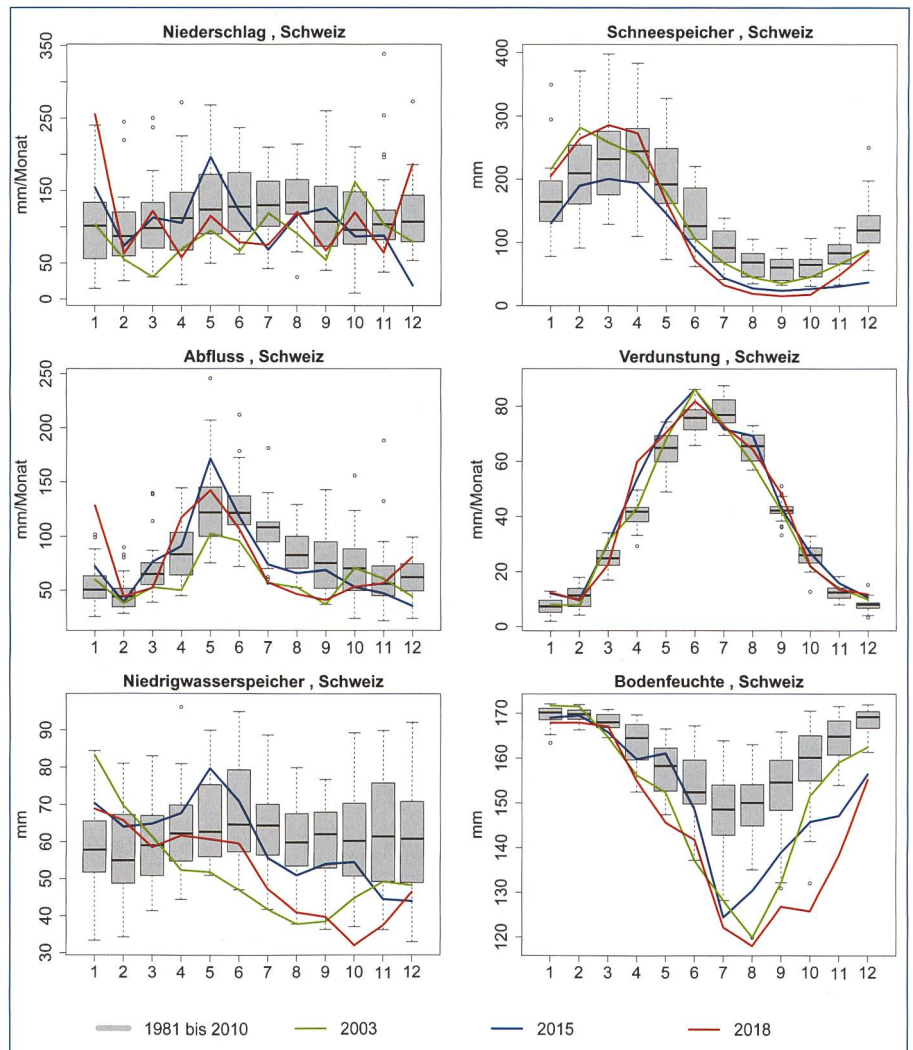 Niederschlag , Schweiz
mm/Monat
350
250
150
100
50
0
1 2 3 4 5 6 7 8 9 10 11 12
Schneespeicher , Schweiz
mm
400
300
200
100
0
1 2 3 4 5 6 7 8 9 10 11 12
Abfluss , Schweiz
mm/Monat
250
200
150
100
50
1 2 3 4 5 6 7 8 9 10 11 12
Verdunstung , Schweiz
mm/Monat
80
60
40
20
0
1 2 3 4 5 6 7 8 9 10 11 12
Niedrigwasserspeicher , Schweiz
mm
90
80
70
60
50
40
30
1 2 3 4 5 6 7 8 9 10 11 12
Bodenfeuchte , Schweiz
mm
170
160
150
140
130
120
1 2 3 4 5 6 7 8 9 10 11 12
1981 bis 2010 2003 2015 2018